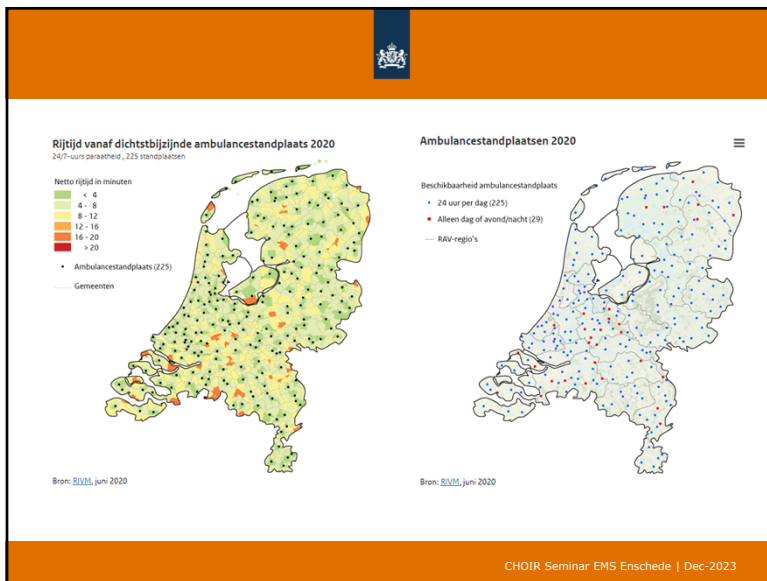 Rijtijd vanaf dichtstbijzijnde ambulancestandplaats 2020
24/7-uurs paraatheid , 225 standplaatsen
Netto rijtijd in minuten
< 4
4 - 8
8 - 12
12 - 16
16 - 20
> 20
Ambulancestandplaats (225)
Gemeenten
Bron: RIVM, juni 2020
Ambulancestandplaatsen 2020
Beschikbaarheid ambulancestandplaats
24 uur per dag (225)
Alleen dag of avond/nacht (29)
RAV-regio's
Bron: RIVM, juni 2020
CHOIR Seminar EMS Enschede | Dec-2023